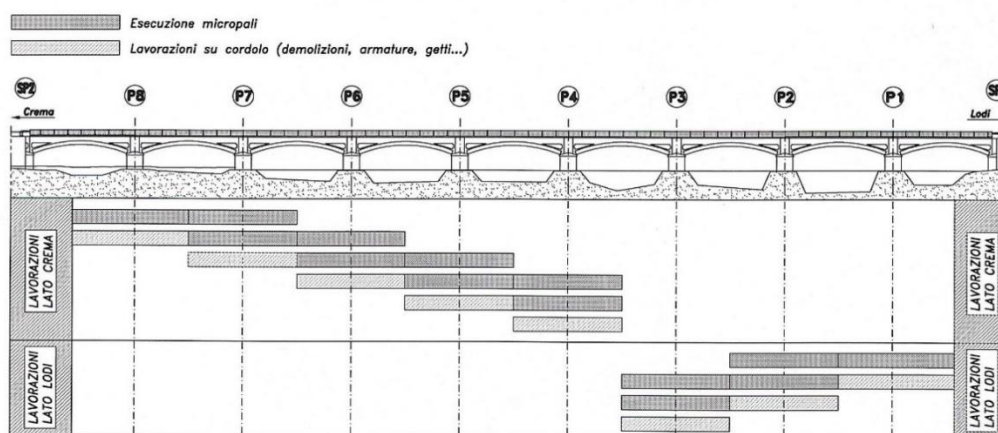 Esecuzione micropali
Lavorazioni su cordolo (demolizioni, armature, getti...)
SP2 P8 P7 P6 P5 P4 P3 P2 P1
Crema Lodi
LAVORAZIONI
LATO CREMA
LAVORAZIONI
LATO CREMA
LAVORAZIONI
LATO LODI
LAVORAZIONI
LATO LODI